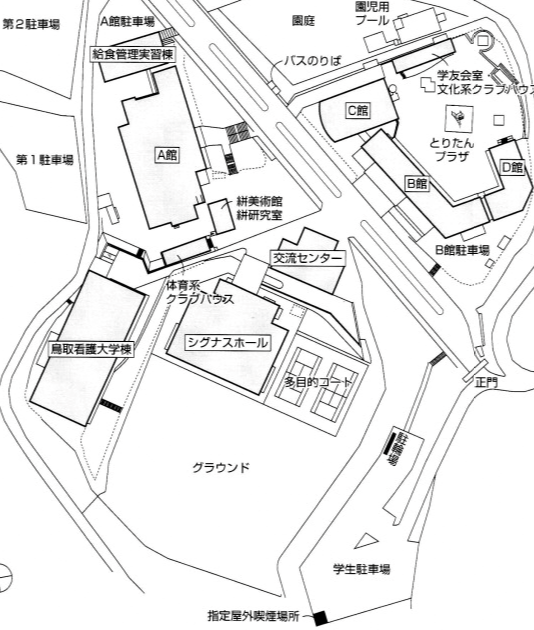 第2駐車場
A館駐車場
園庭
園児用
プール
給食管理実習棟
バスのりば
学友会室
文化系クラブハウス
C館
とりたん
プラザ
第1駐車場
A館
D館
B館
絣美術館
絣研究室
B館駐車場
交流センター
体育系
クラブハウス
シグナスホール
鳥取看護大学棟
多目的コート
正門
駐輪場
グラウンド
学生駐車場
指定屋外喫煙場所